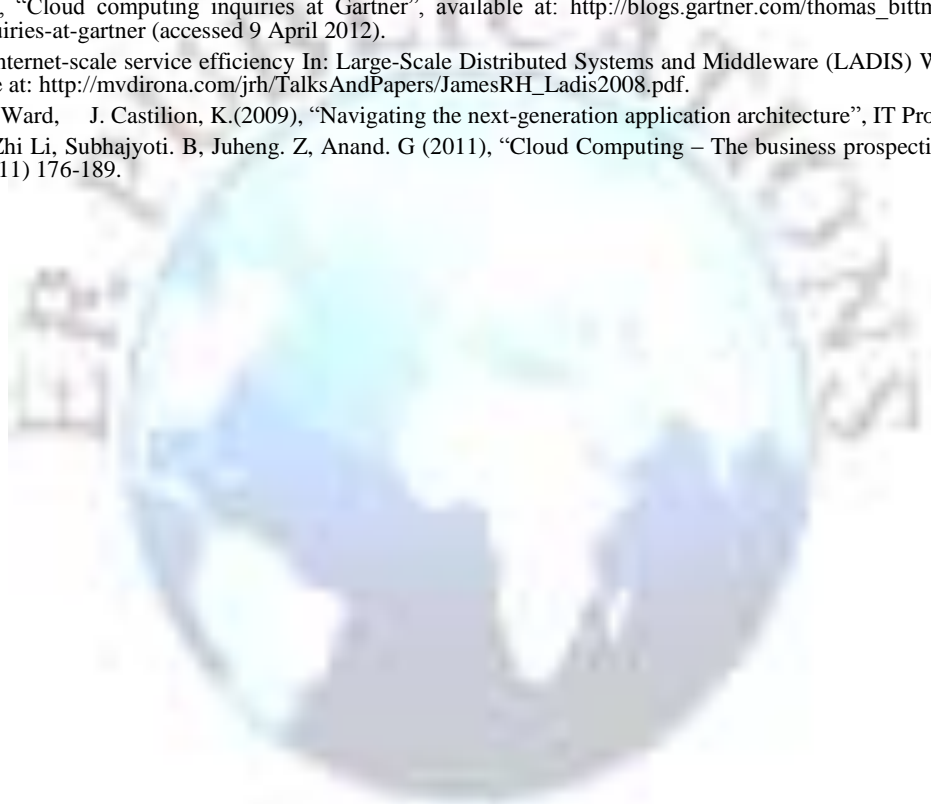 , “Cloud computing inquiries at Gartner”, available at: http://blogs.gartner.com/thomas_bittm
iries-at-gartner (accessed 9 April 2012).
nternet-scale service efficiency In: Large-Scale Distributed Systems and Middleware (LADIS) W
e at: http://mvdirona.com/jrh/TalksAndPapers/JamesRH_Ladis2008.pdf.
Ward, J. Castilion, K.(2009), “Navigating the next-generation application architecture”, IT Pro
Zhi Li, Subhajyoti. B, Juheng. Z, Anand. G (2011), “Cloud Computing – The business prospecti
11) 176-189.